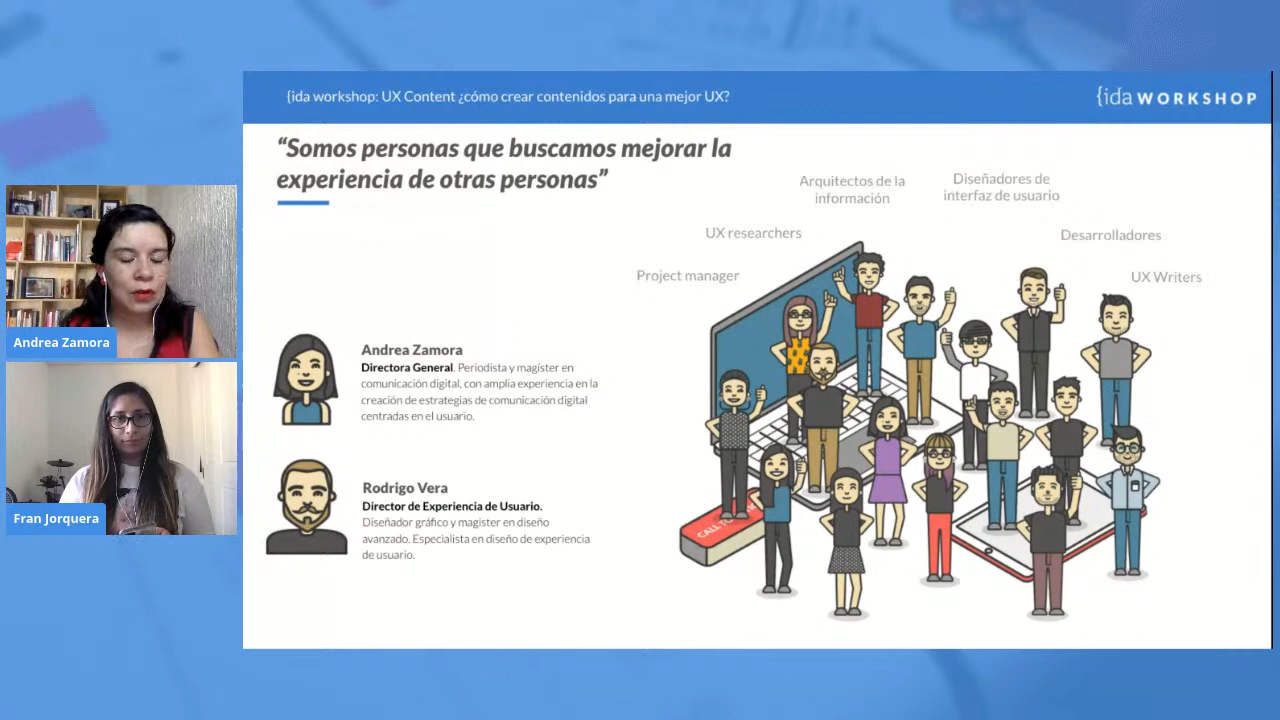 {ida workshop: UX Content ¿cómo crear contenidos para una mejor UX?
{ida WORKSHOP
“Somos personas que buscamos mejorar la
experiencia de otras personas”
Arquitectos de la
información
Diseñadores de
interfaz de usuario
UX researchers
Desarrolladores
Project manager
UX Writers
Andrea Zamora
Fran Jorquera
Andrea Zamora
Directora General. Periodista y magíster en
comunicación digital, con amplia experiencia en la
creación de estrategias de comunicación digital
centradas en el usuario.
Rodrigo Vera
Director de Experiencia de Usuario.
Diseñador gráfico y magister en diseño
avanzado. Especialista en diseño de experiencia
de usuario.
CALL